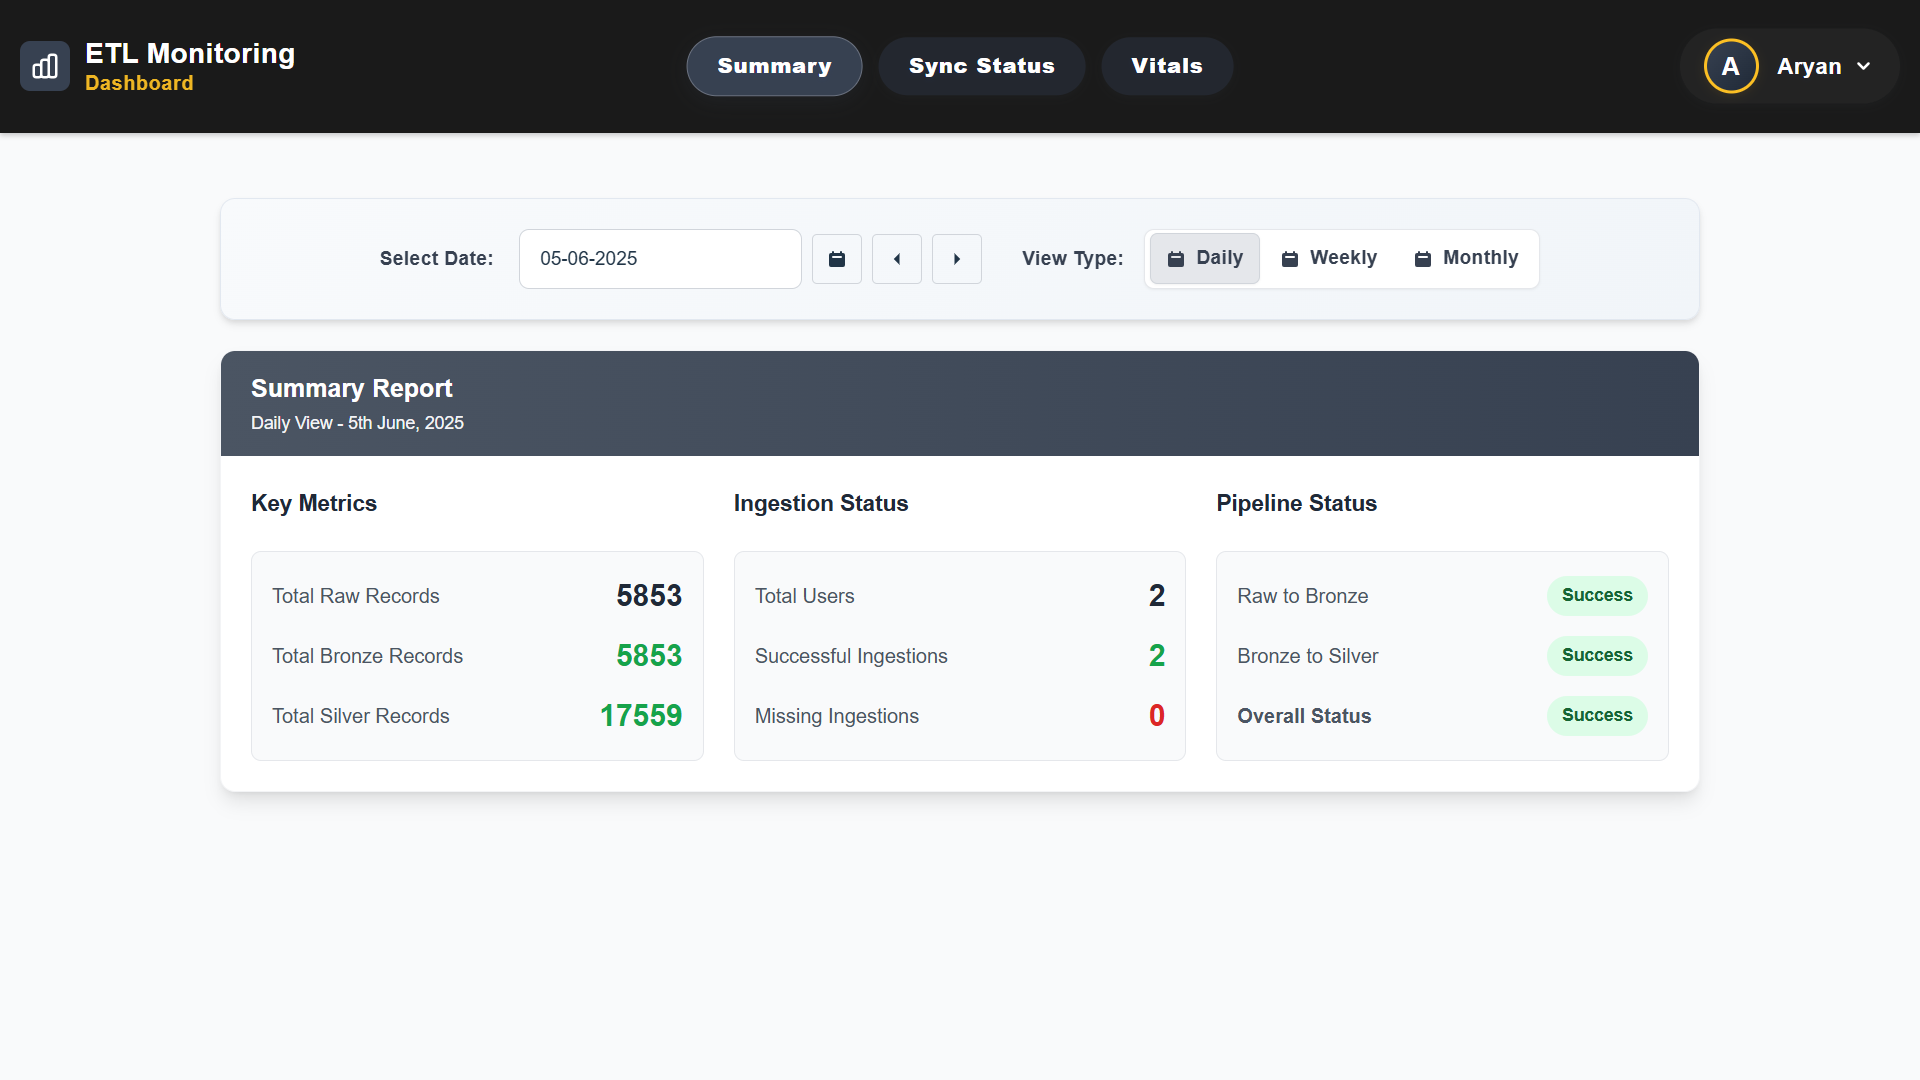 ETL Monitoring
Dashboard
Summary
Sync Status
Vitals
A
Aryan
Select Date:
05-06-2025
View Type:
Daily
Weekly
Monthly
Summary Report
Daily View - 5th June, 2025
Key Metrics
Total Raw Records 5853
Total Bronze Records 5853
Total Silver Records 17559
Ingestion Status
Total Users 2
Successful Ingestions 2
Missing Ingestions 0
Pipeline Status
Raw to Bronze Success
Bronze to Silver Success
Overall Status Success